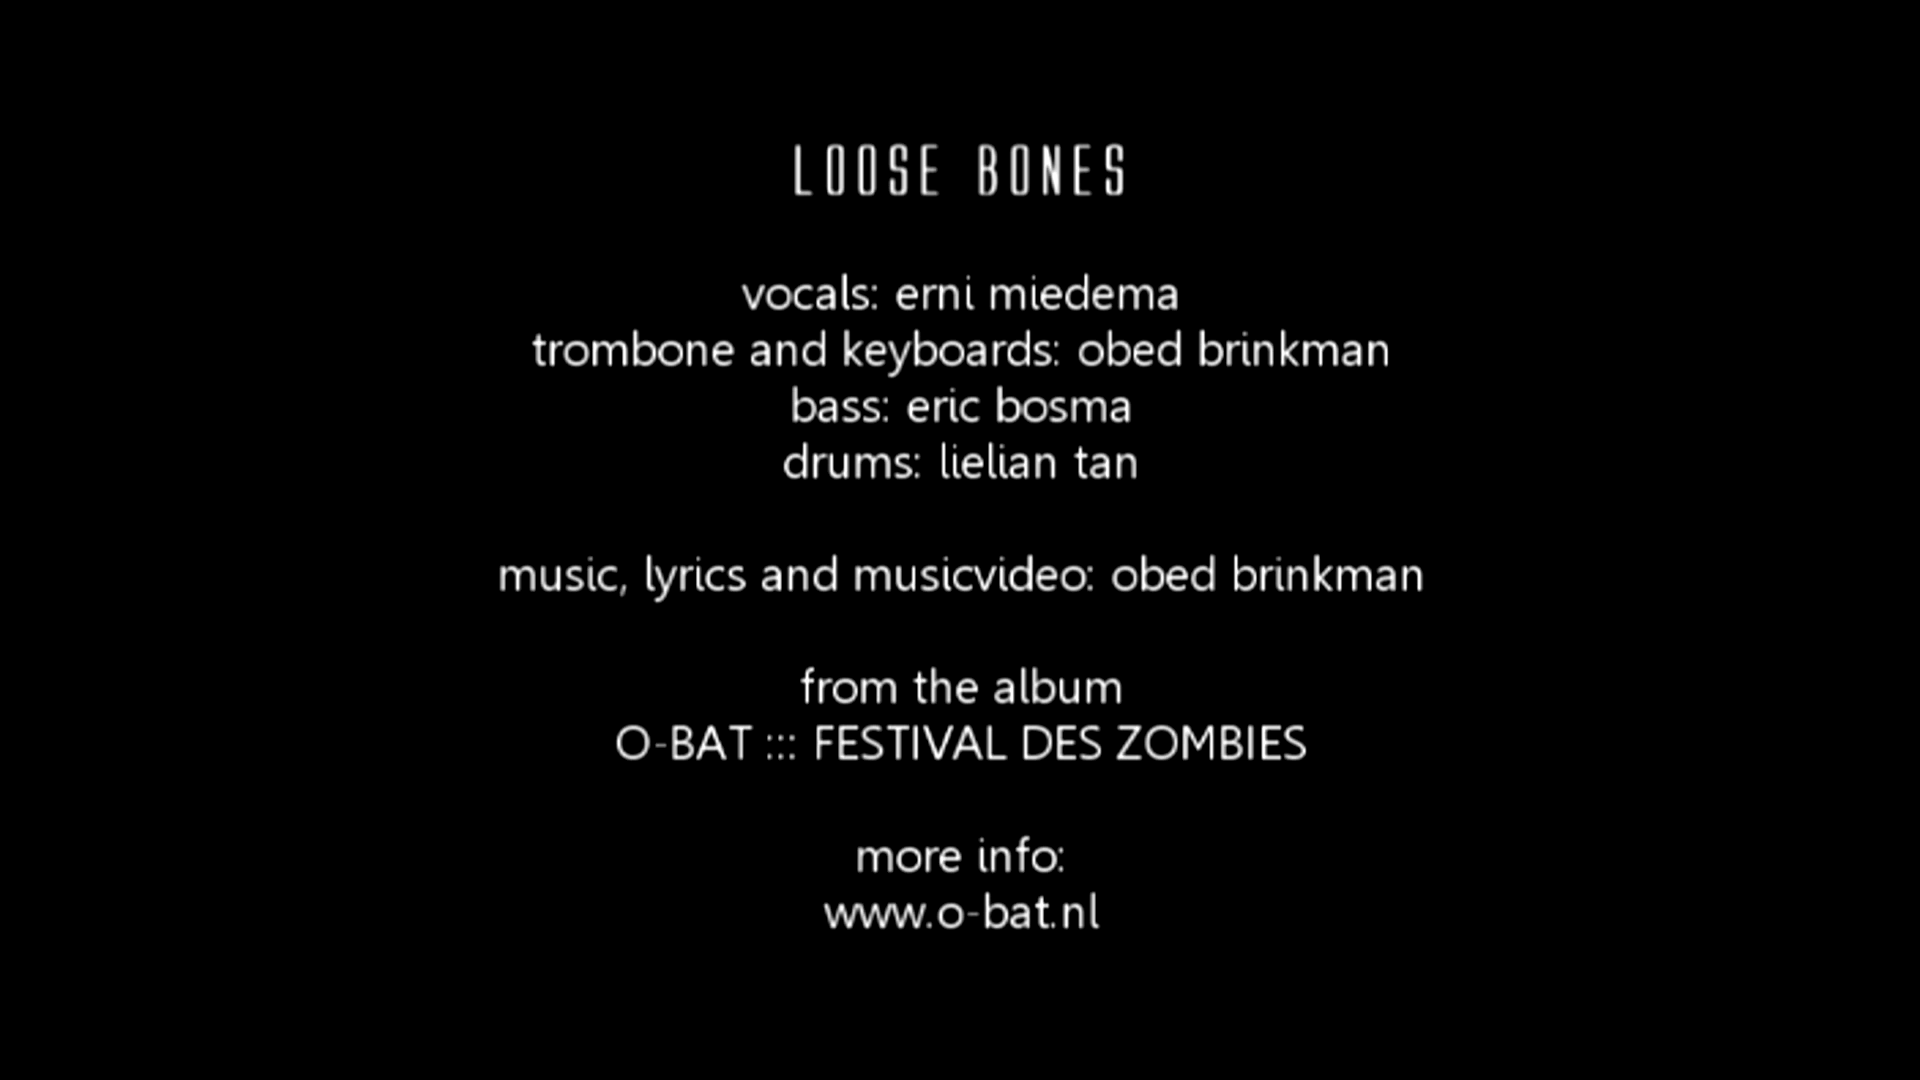 LOOSE BONES
vocals: erni miedema
trombone and keyboards: obed brinkman
bass: eric bosma
drums: lielian tan
music, lyrics and musicvideo: obed brinkman
from the album
O-BAT ::: FESTIVAL DES ZOMBIES
more info:
www.o-bat.nl